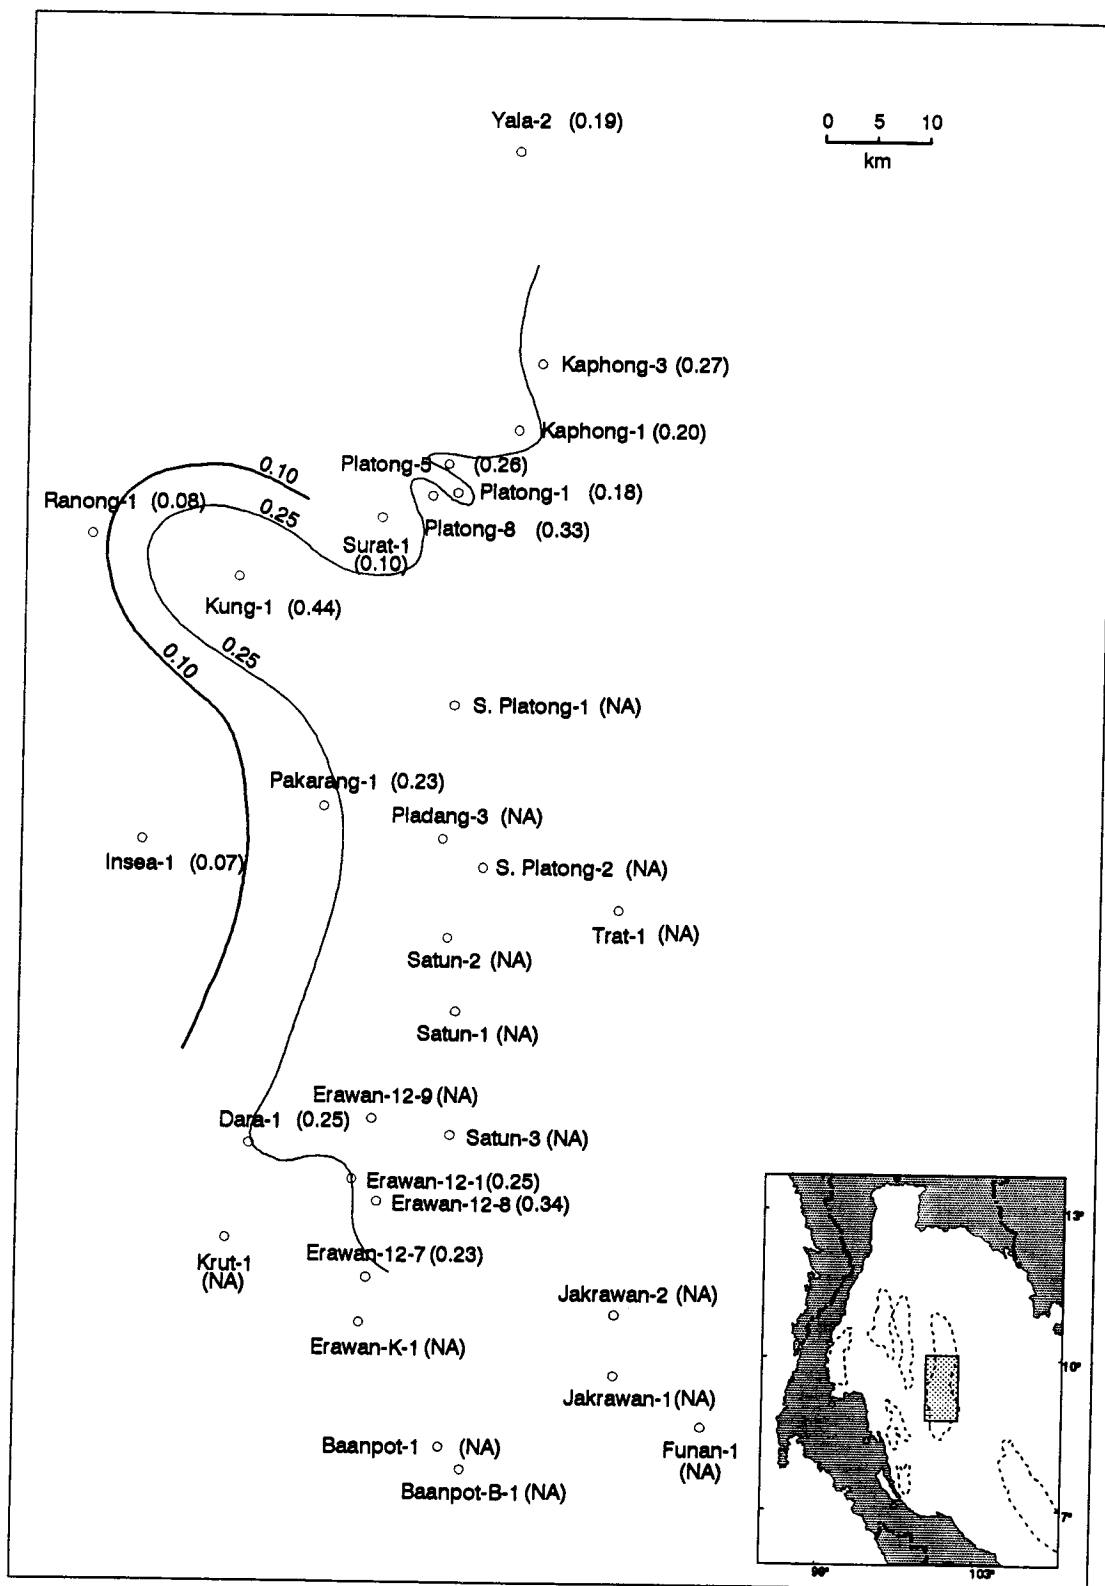 Yala-2 (0.19)
0 5 10
km
Kaphong-3 (0.27)
Kaphong-1 (0.20)
Platong-5 (0.26)
0.10
Ranong-1 (0.08)
Platong-1 (0.18)
0.25
Platong-8 (0.33)
Surat-1
(0.10)
Kung-1 (0.44)
0.25
0.10
S. Platong-1 (NA)
Pakarang-1 (0.23)
Pladang-3 (NA)
Insea-1 (0.07)
S. Platong-2 (NA)
Trat-1 (NA)
Satun-2 (NA)
Satun-1 (NA)
Erawan-12-9 (NA)
Dara-1 (0.25)
Satun-3 (NA)
Erawan-12-1 (0.25)
Erawan-12-8 (0.34)
13°
Erawan-12-7 (0.23)
Krut-1
(NA)
Jakrawan-2 (NA)
Erawan-K-1 (NA)
10°
Jakrawan-1 (NA)
Baanpot-1 (NA)
Funan-1
(NA)
Baanpot-B-1 (NA)
7°
103°